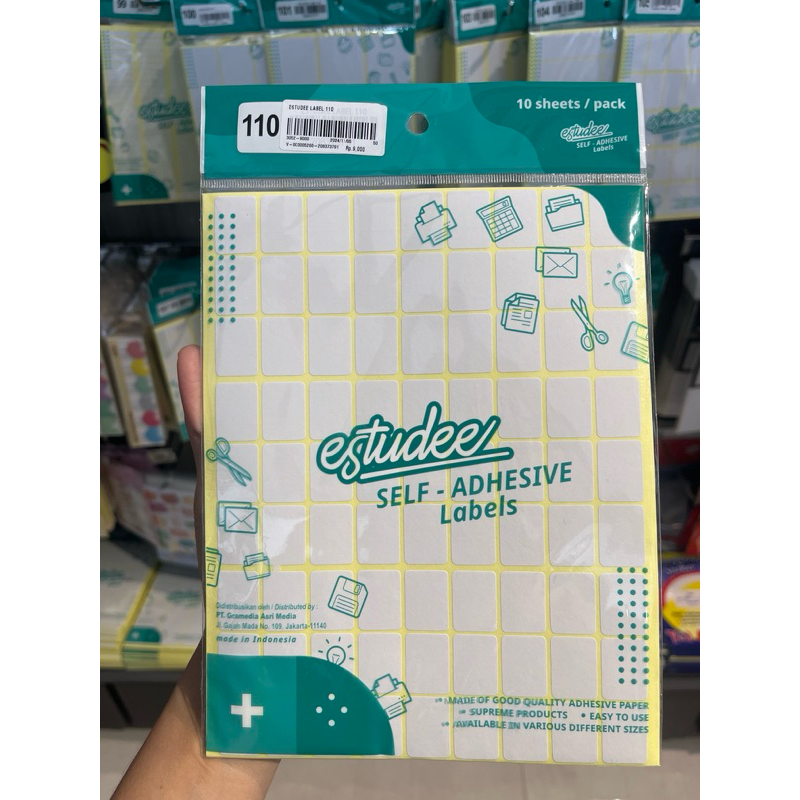 110
ESTUDEE LABEL 110
Rp.9,000
10 sheets / pack
estudee
SELF - ADHESIVE
Labels
estudee
SELF - ADHESIVE
Labels
Didistribusikan oleh / Distributed by :
PT. Gramedia Asri Media
Jl. Gajah Mada No. 109, Jakarta-11140
made in Indonesia
• MADE OF GOOD QUALITY ADHESIVE PAPER
• SUPREME PRODUCTS • EASY TO USE
• AVAILABLE IN VARIOUS DIFFERENT SIZES